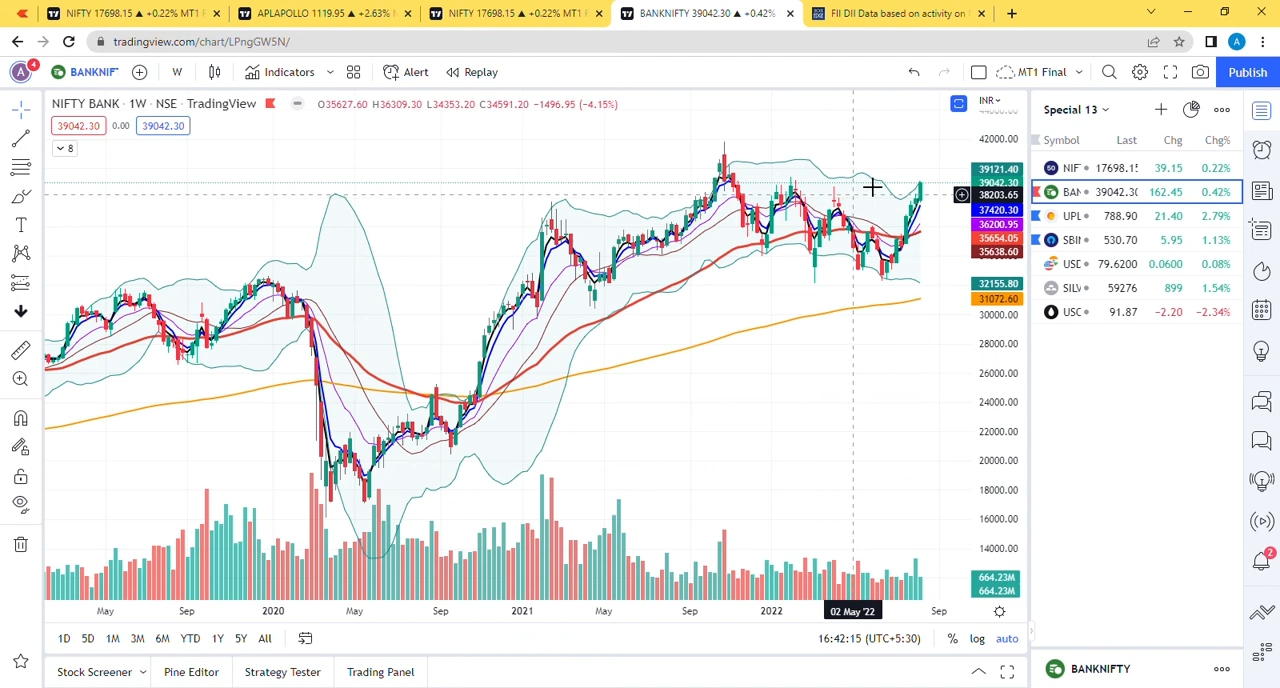 NIFTY 17698.15 ▲ +0.22% MT1 F
APLAPOLLO 1119.95 ▲ +2.63%
NIFTY 17698.15 ▲ +0.22% MT1 F
BANKNIFTY 39042.30 ▲ +0.42%
FII DII Data based on activity on
tradingview.com/chart/LPngGW5N/
A
A 4 BANKNIF W Indicators Alert Replay MT1 Final Publish
NIFTY BANK · 1W · NSE · TradingView O35627.60 H36309.30 L34353.20 C34591.20 −1496.95 (−4.15%)
39042.30 0.00 39042.30
8
INR
44000.00
42000.00
39121.40
39042.30
38203.65
37420.30
36200.95
35654.05
35638.60
32155.80
31072.60
30000.00
28000.00
26000.00
24000.00
22000.00
20000.00
18000.00
16000.00
14000.00
664.23M
664.23M
May Sep 2020 May Sep 2021 May Sep 2022 02 May '22 Sep
1D 5D 1M 3M 6M YTD 1Y 5Y All
16:42:15 (UTC+5:30) % log auto
Stock Screener Pine Editor Strategy Tester Trading Panel
Special 13
Symbol Last Chg Chg%
50 NIF 17698.15 39.15 0.22%
BAN 39042.30 162.45 0.42%
UPL 788.90 21.40 2.79%
SBIN 530.70 5.95 1.13%
USD 79.6200 0.0600 0.08%
SILV 59276 899 1.54%
USC 91.87 −2.20 −2.34%
2
BANKNIFTY